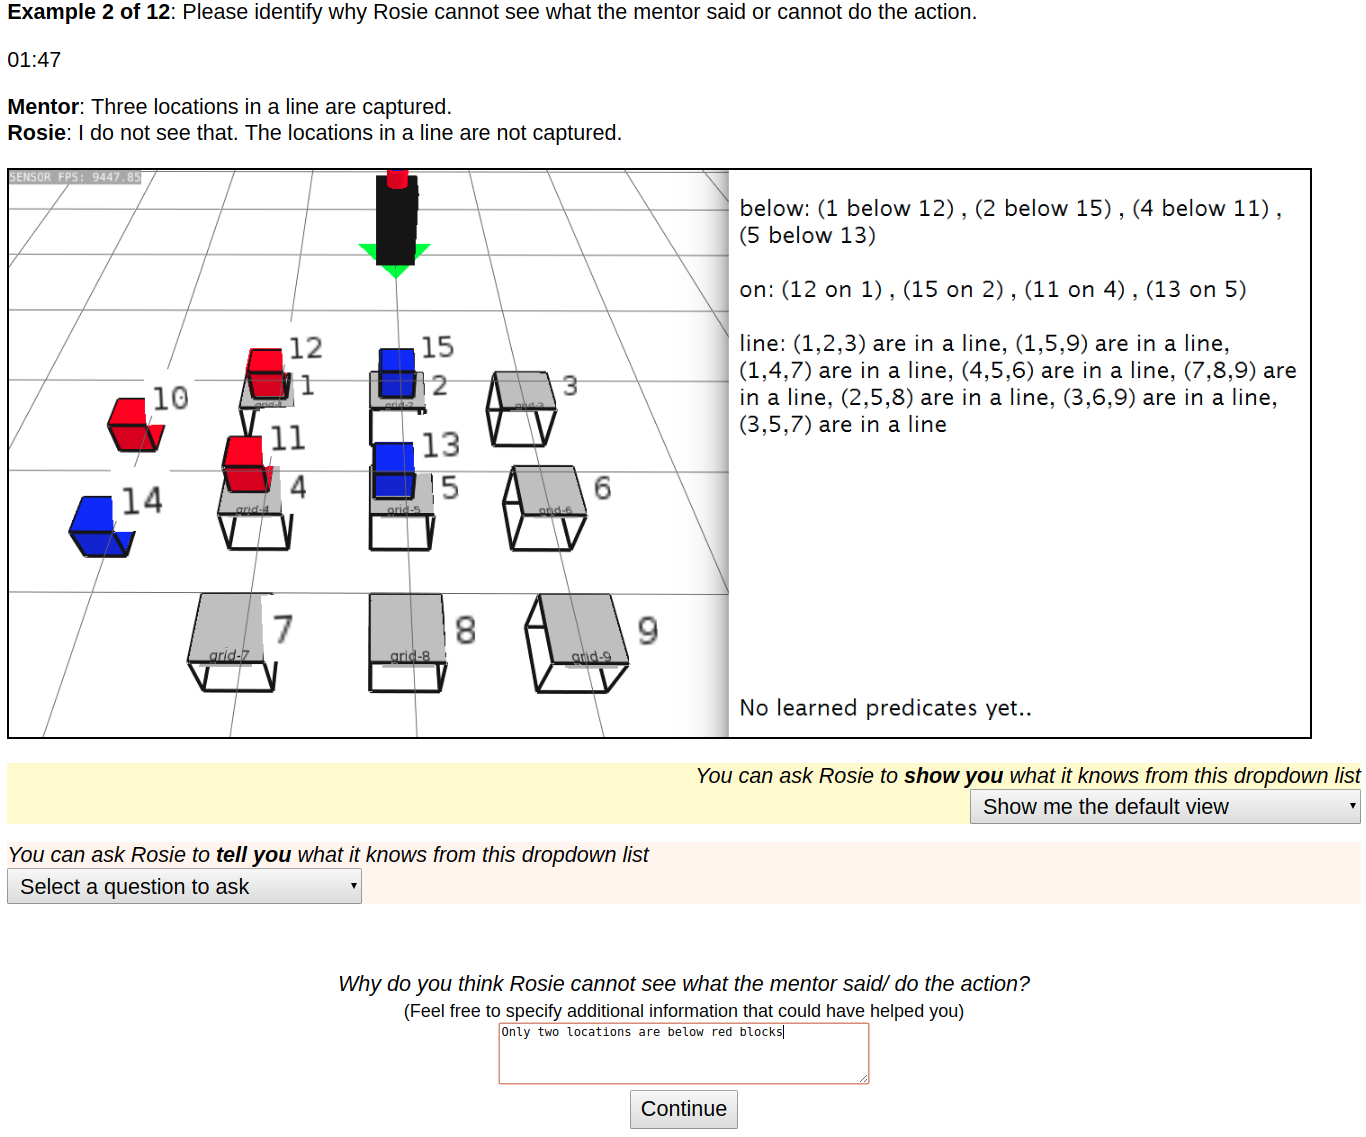 Example 2 of 12: Please identify why Rosie cannot see what the mentor said or cannot do the action.
01:47
Mentor: Three locations in a line are captured.
Rosie: I do not see that. The locations in a line are not captured.
SENSOR FPS: 9447.85
below: (1 below 12) , (2 below 15) , (4 below 11) ,
(5 below 13)
on: (12 on 1) , (15 on 2) , (11 on 4) , (13 on 5)
line: (1,2,3) are in a line, (1,5,9) are in a line,
(1,4,7) are in a line, (4,5,6) are in a line, (7,8,9) are
in a line, (2,5,8) are in a line, (3,6,9) are in a line,
(3,5,7) are in a line
No learned predicates yet..
12
15
10
1
2
3
grid-1
grid-2
grid-3
11
13
14
4
5
6
grid-4
grid-5
grid-6
7
8
9
grid-7
grid-8
grid-9
You can ask Rosie to show you what it knows from this dropdown list
Show me the default view
You can ask Rosie to tell you what it knows from this dropdown list
Select a question to ask
Why do you think Rosie cannot see what the mentor said/ do the action?
(Feel free to specify additional information that could have helped you)
Only two locations are below red blocks
Continue